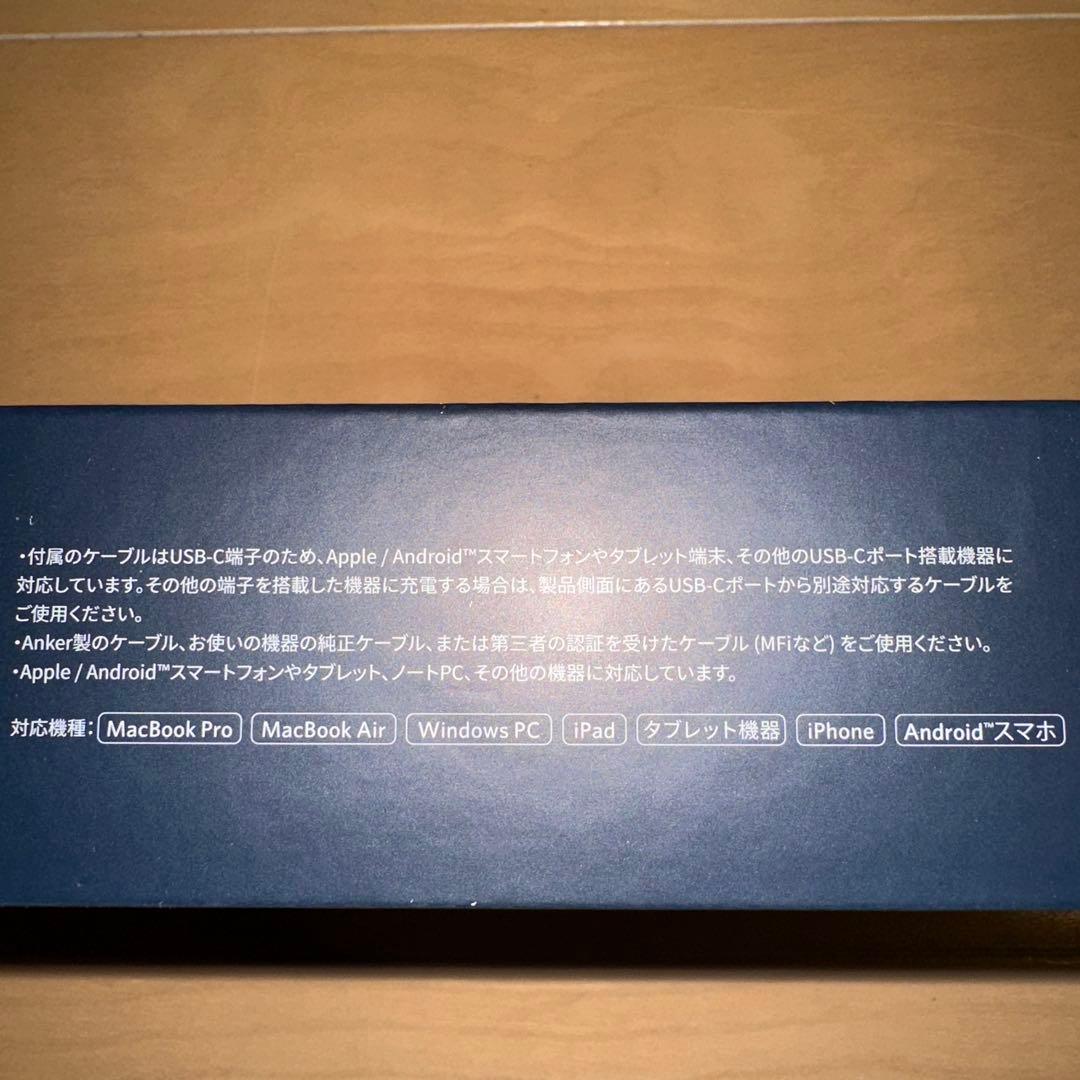 ・付属のケーブルはUSB-C端子のため、Apple / Android™スマートフォンやタブレット端末、その他のUSB-Cポート搭載機器に
対応しています。その他の端子を搭載した機器に充電する場合は、製品側面にあるUSB-Cポートから別途対応するケーブルを
ご使用ください。
・Anker製のケーブル、お使いの機器の純正ケーブル、または第三者の認証を受けたケーブル (MFiなど) をご使用ください。
・Apple / Android™スマートフォンやタブレット、ノートPC、その他の機器に対応しています。
対応機種： MacBook Pro MacBook Air Windows PC iPad タブレット機器 iPhone Android™スマホ